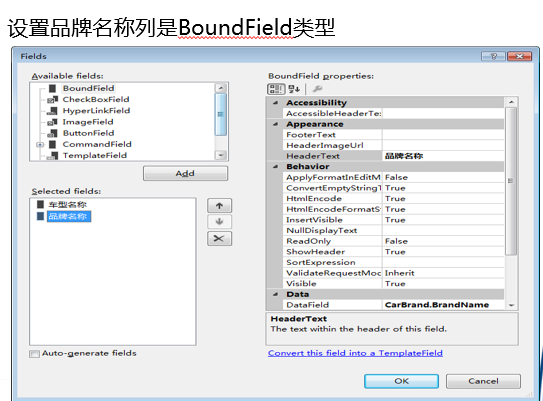 设置品牌名称列是BoundField类型
Fields
Available fields:
BoundField
CheckBoxField
HyperLinkField
ImageField
ButtonField
CommandField
TemplateField
Add
Selected fields:
车型名称
品牌名称
Auto-generate fields
BoundField properties:
Accessibility
AccessibleHeaderTe:
Appearance
FooterText
HeaderImageUrl
HeaderText 品牌名称
Behavior
ApplyFormatInEditM False
ConvertEmptyStringT True
HtmlEncode True
HtmlEncodeFormatS True
InsertVisible True
NullDisplayText
ReadOnly False
ShowHeader True
SortExpression
ValidateRequestMoc Inherit
Visible True
Data
DataField CarBrand.BrandName
HeaderText
The text within the header of this field.
Convert this field into a TemplateField
OK Cancel